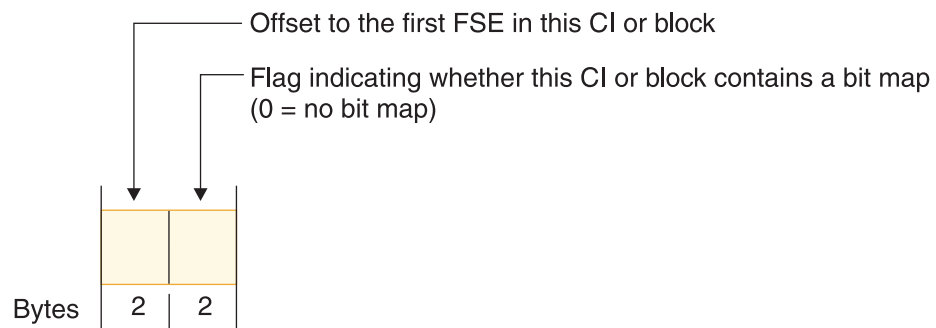 Offset to the first FSE in this CI or block
Flag indicating whether this CI or block contains a bit map
(0 = no bit map)
Bytes 2 2